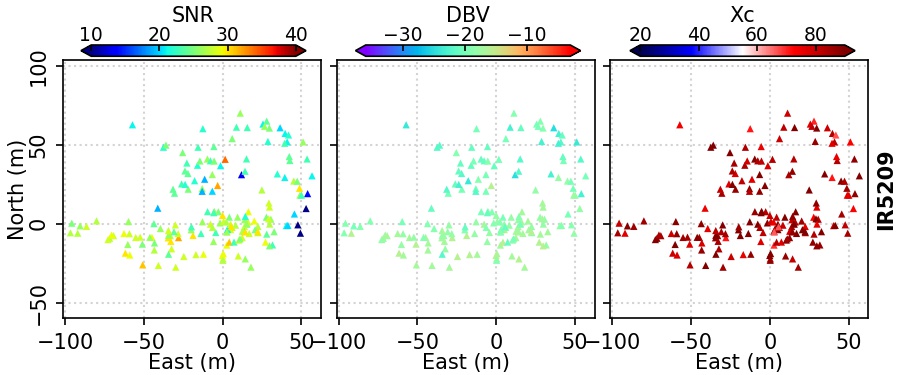 SNR DBV Xc
10 20 30 40 −30 −20 −10 20 40 60 80
100
50
0
−50
North (m)
−100 −50 0 50 −100 −50 0 50 −100 −50 0 50
East (m) East (m) East (m)
IR5209